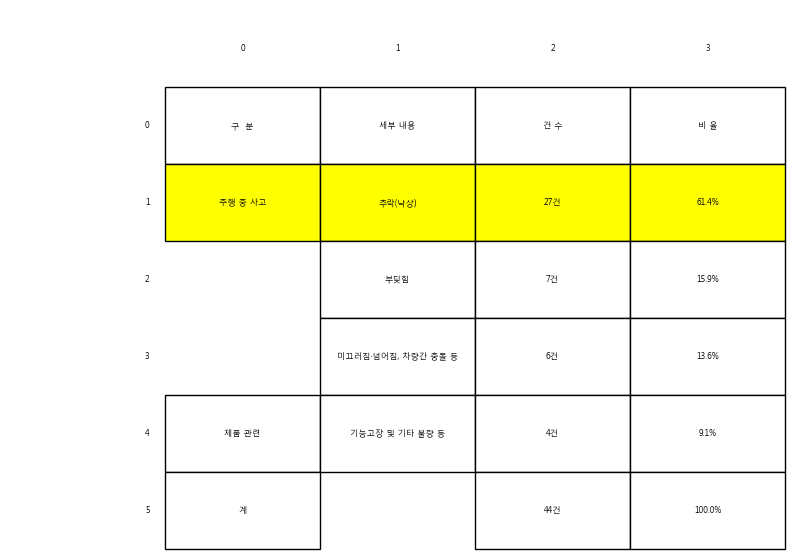 0 1 2 3
0 구 분 세부 내용 건 수 비 율
1 주행 중 사고 추락(낙상) 27건 61.4%
2 부딪힘 7건 15.9%
3 미끄러짐·넘어짐, 차량간 충돌 등 6건 13.6%
4 제품 관련 기능고장 및 기타 불량 등 4건 9.1%
5 계 44건 100.0%